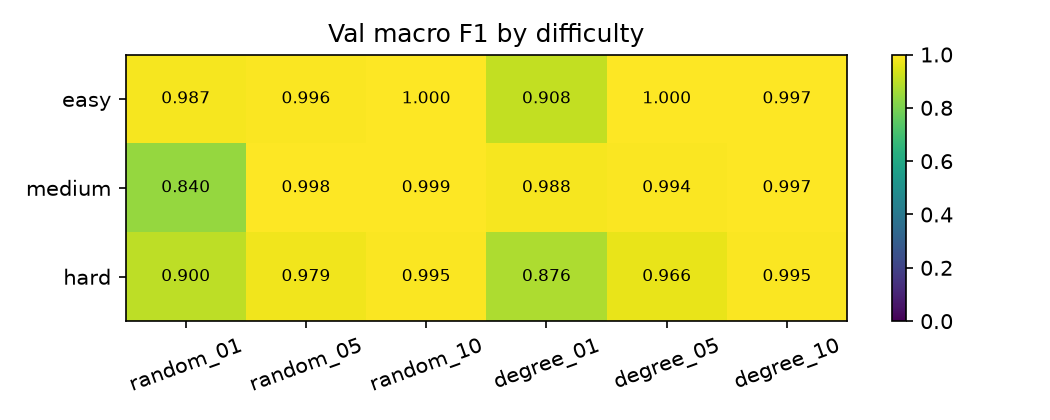 Val macro F1 by difficulty
easy 0.987 0.996 1.000 0.908 1.000 0.997
medium 0.840 0.998 0.999 0.988 0.994 0.997
hard 0.900 0.979 0.995 0.876 0.966 0.995
random_01 random_05 random_10 degree_01 degree_05 degree_10
1.0
0.8
0.6
0.4
0.2
0.0